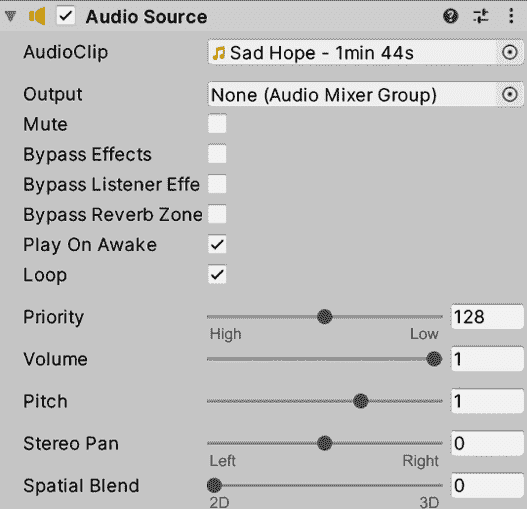 Audio Source
AudioClip Sad Hope - 1min 44s
Output None (Audio Mixer Group)
Mute
Bypass Effects
Bypass Listener Effe
Bypass Reverb Zone
Play On Awake
Loop
Priority 128
High Low
Volume 1
Pitch 1
Stereo Pan 0
Left Right
Spatial Blend 0
2D 3D